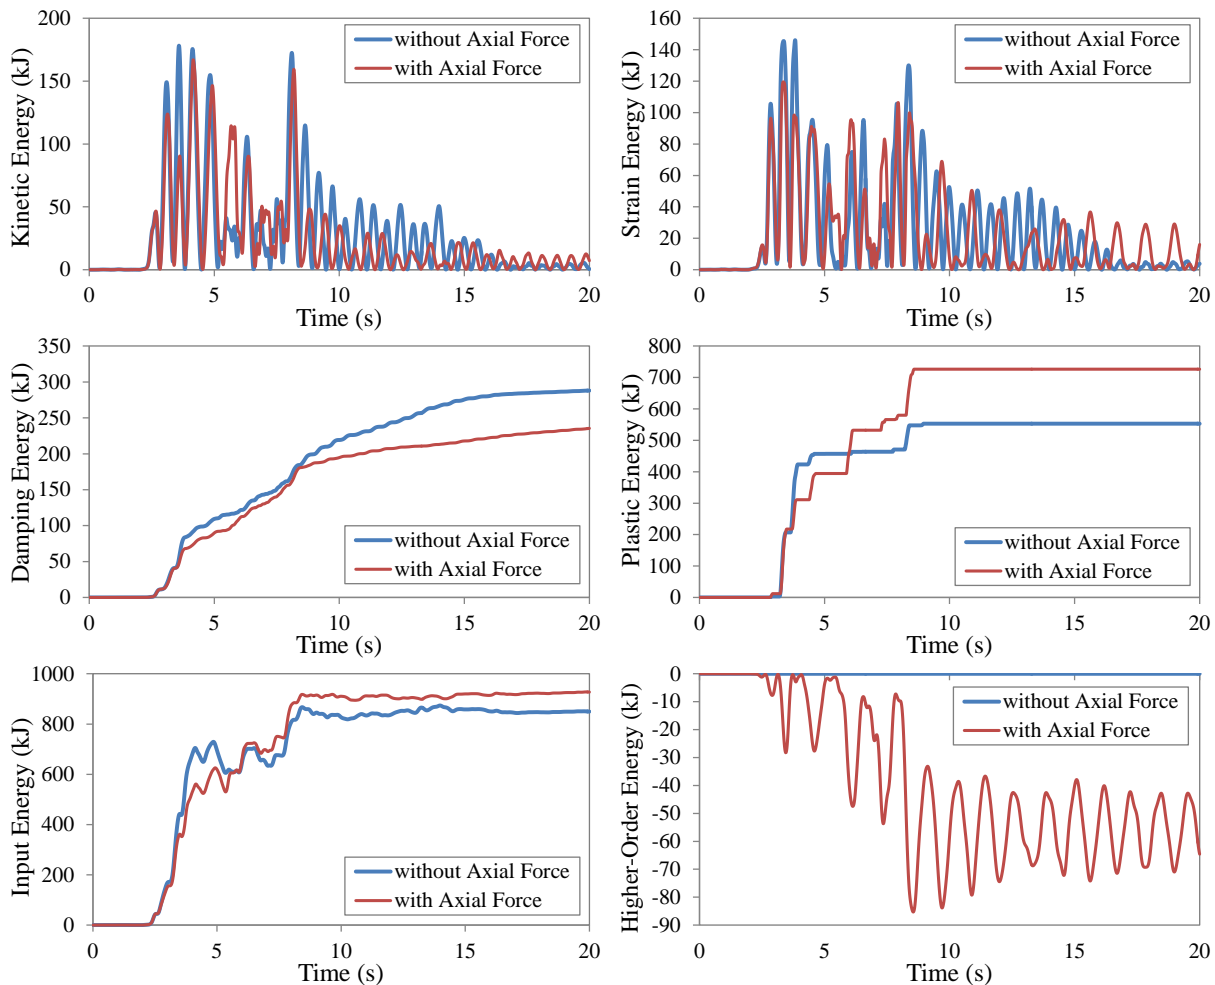 Kinetic Energy (kJ)
200
150
100
50
0
without Axial Force
with Axial Force
0 5 10 15 20
Time (s)
Strain Energy (kJ)
160
140
120
100
80
60
40
20
0
without Axial Force
with Axial Force
0 5 10 15 20
Time (s)
Damping Energy (kJ)
350
300
250
200
150
100
50
0
without Axial Force
with Axial Force
0 5 10 15 20
Time (s)
Plastic Energy (kJ)
800
700
600
500
400
300
200
100
0
without Axial Force
with Axial Force
0 5 10 15 20
Time (s)
Input Energy (kJ)
1000
800
600
400
200
0
without Axial Force
with Axial Force
0 5 10 15 20
Time (s)
Higher-Order Energy (kJ)
0
-10
-20
-30
-40
-50
-60
-70
-80
-90
without Axial Force
with Axial Force
0 5 10 15 20
Time (s)